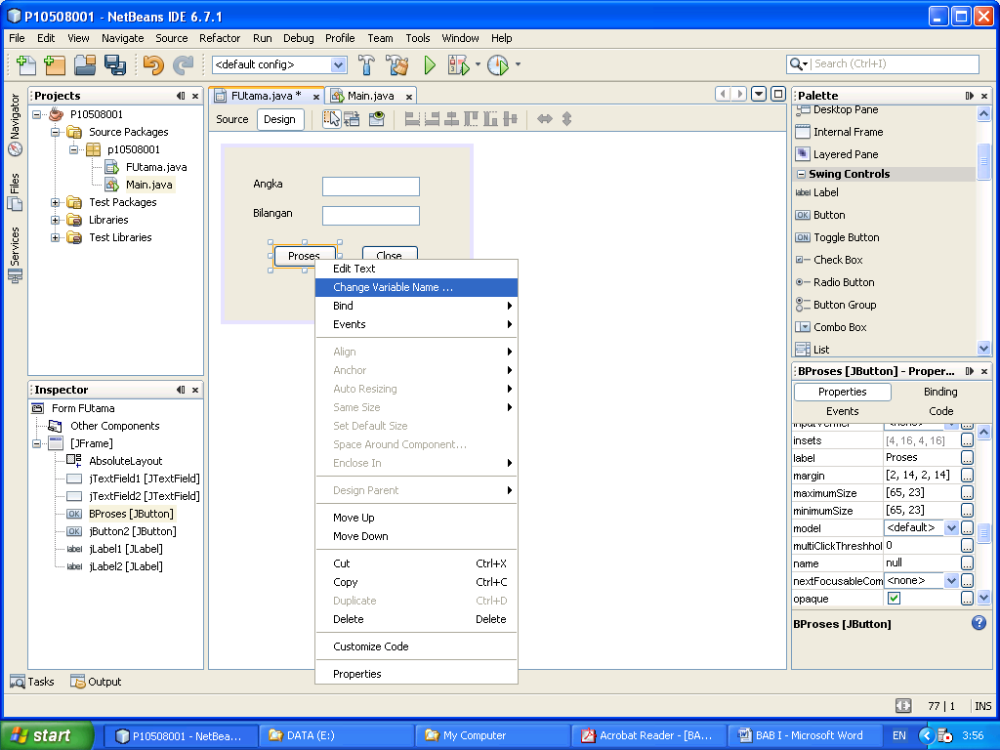 P10508001 - NetBeans IDE 6.7.1
File Edit View Navigate Source Refactor Run Debug Profile Team Tools Window Help
<default config>
Search (Ctrl+I)
Navigator
Files
Services
Projects
P10508001
Source Packages
p10508001
FUtama.java
Main.java
Test Packages
Libraries
Test Libraries
Inspector
Form FUtama
Other Components
[JFrame]
AbsoluteLayout
jTextField1 [JTextField]
jTextField2 [JTextField]
OK BProses [JButton]
OK jButton2 [JButton]
label jLabel1 [JLabel]
label jLabel2 [JLabel]
FUtama.java *
Main.java
Source Design
Angka
Bilangan
Proses Close
Edit Text
Change Variable Name ...
Bind
Events
Align
Anchor
Auto Resizing
Same Size
Set Default Size
Space Around Component...
Enclose In
Design Parent
Move Up
Move Down
Cut Ctrl+X
Copy Ctrl+C
Duplicate Ctrl+D
Delete Delete
Customize Code
Properties
Palette
Desktop Pane
Internal Frame
Layered Pane
Swing Controls
label Label
OK Button
ON Toggle Button
Check Box
Radio Button
Button Group
Combo Box
List
BProses [JButton] - Proper...
Properties Binding
Events Code
inputVerifier <none>
insets [4, 16, 4, 16]
label Proses
margin [2, 14, 2, 14]
maximumSize [65, 23]
minimumSize [65, 23]
model <default>
multiClickThreshhol 0
name null
nextFocusableCom <none>
opaque
BProses [JButton]
Tasks Output
77 | 1 INS
start
P10508001 - NetBea...
DATA (E:)
My Computer
Acrobat Reader - [BA...
BAB I - Microsoft Word
EN
3:56